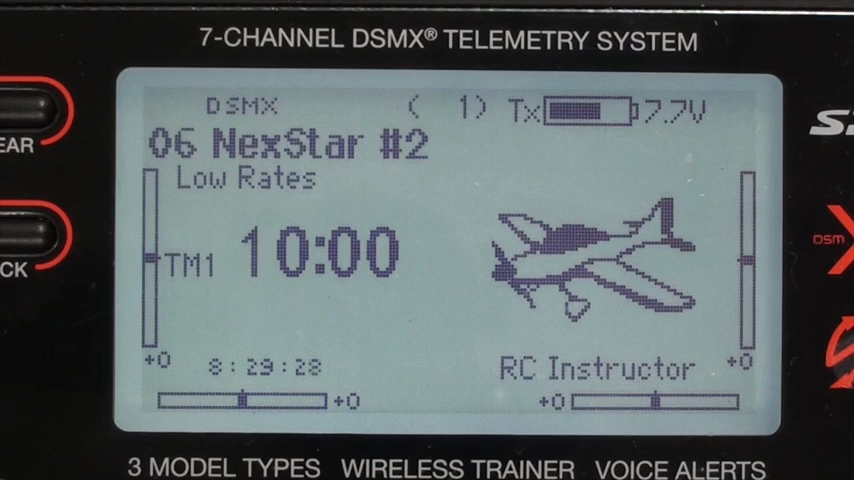 7-CHANNEL DSMX® TELEMETRY SYSTEM
DSMX ( 1) Tx 7.7V
06 NexStar #2
Low Rates
TM1 10:00
+0 +0
8:29:28 RC Instructor
+0 +0
3 MODEL TYPES WIRELESS TRAINER VOICE ALERTS
EAR
CK
DSM